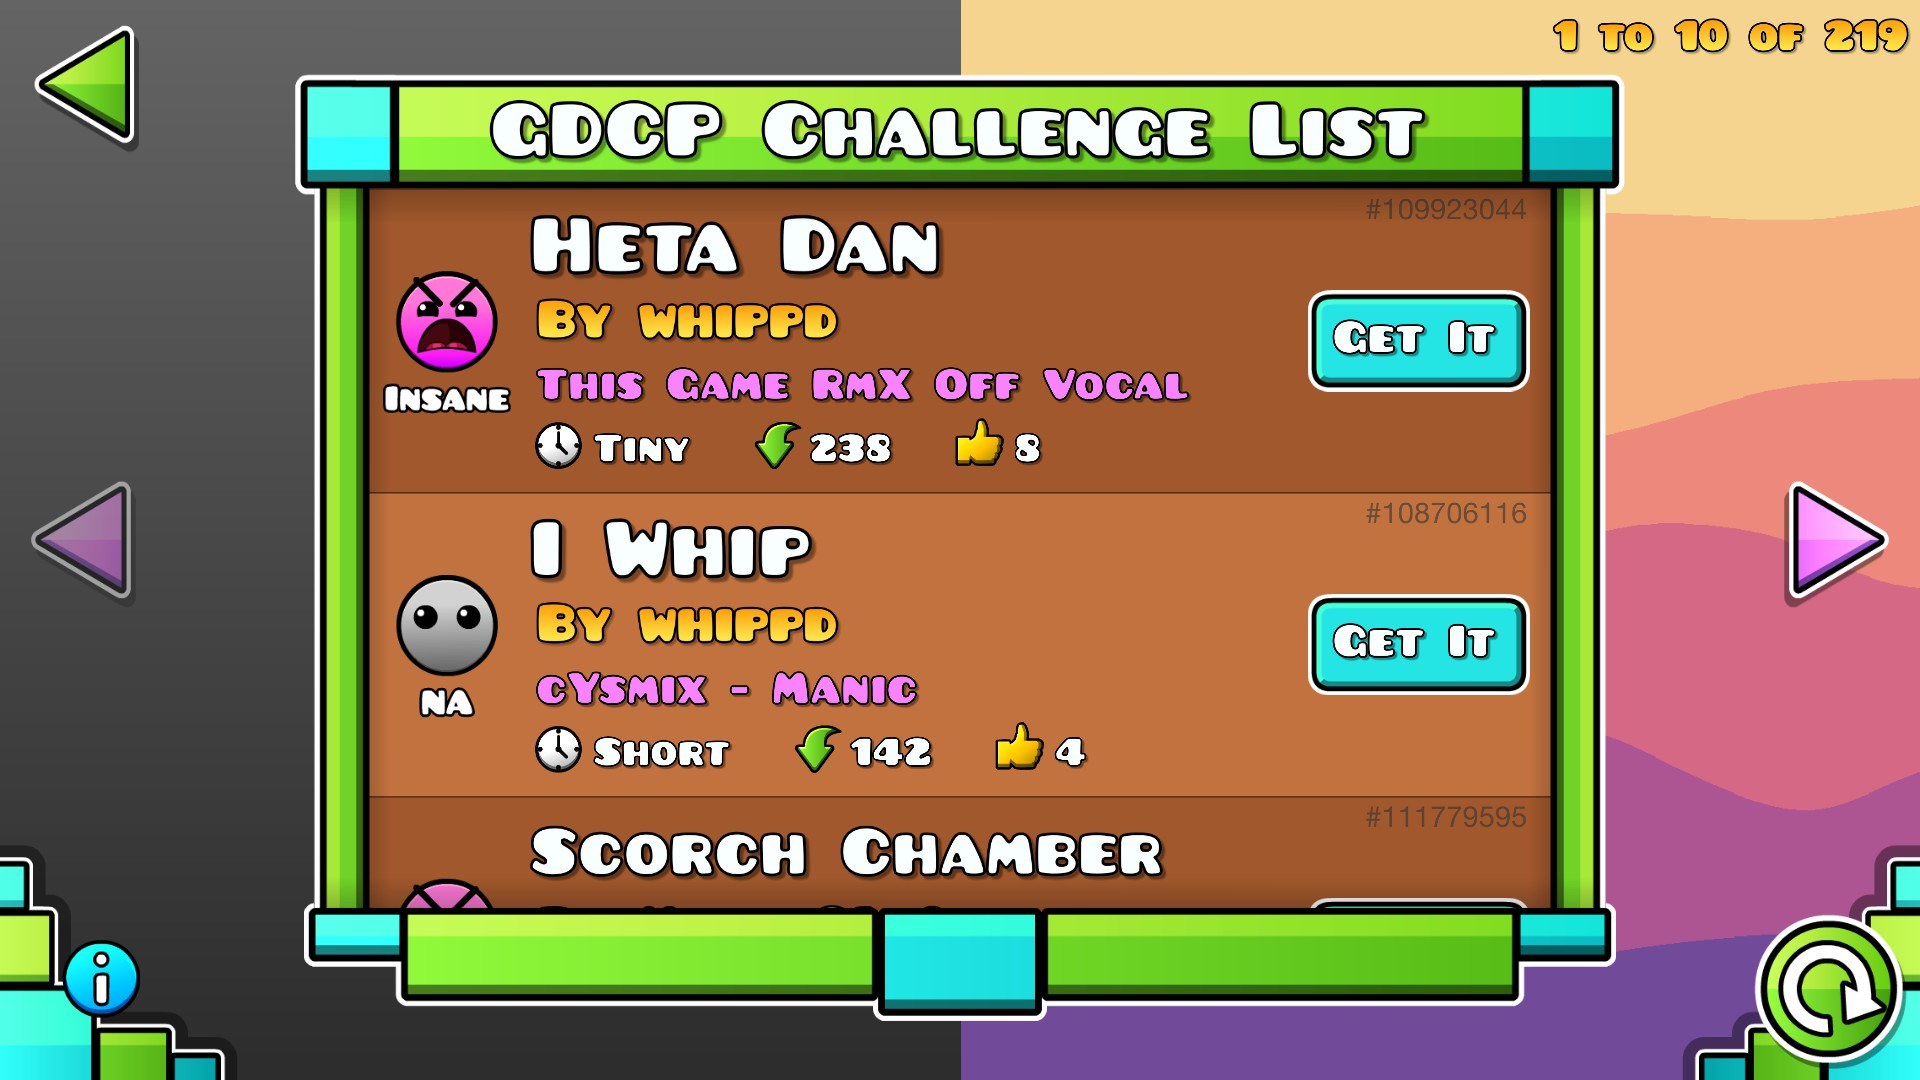 1 to 10 of 219
GDCP Challenge List
#109923044
Heta Dan
By whippd
Get It
This Game RmX Off Vocal
Insane
Tiny 238 8
#108706116
I Whip
By whippd
Get It
cYsmix - Manic
NA
Short 142 4
#111779595
Scorch Chamber